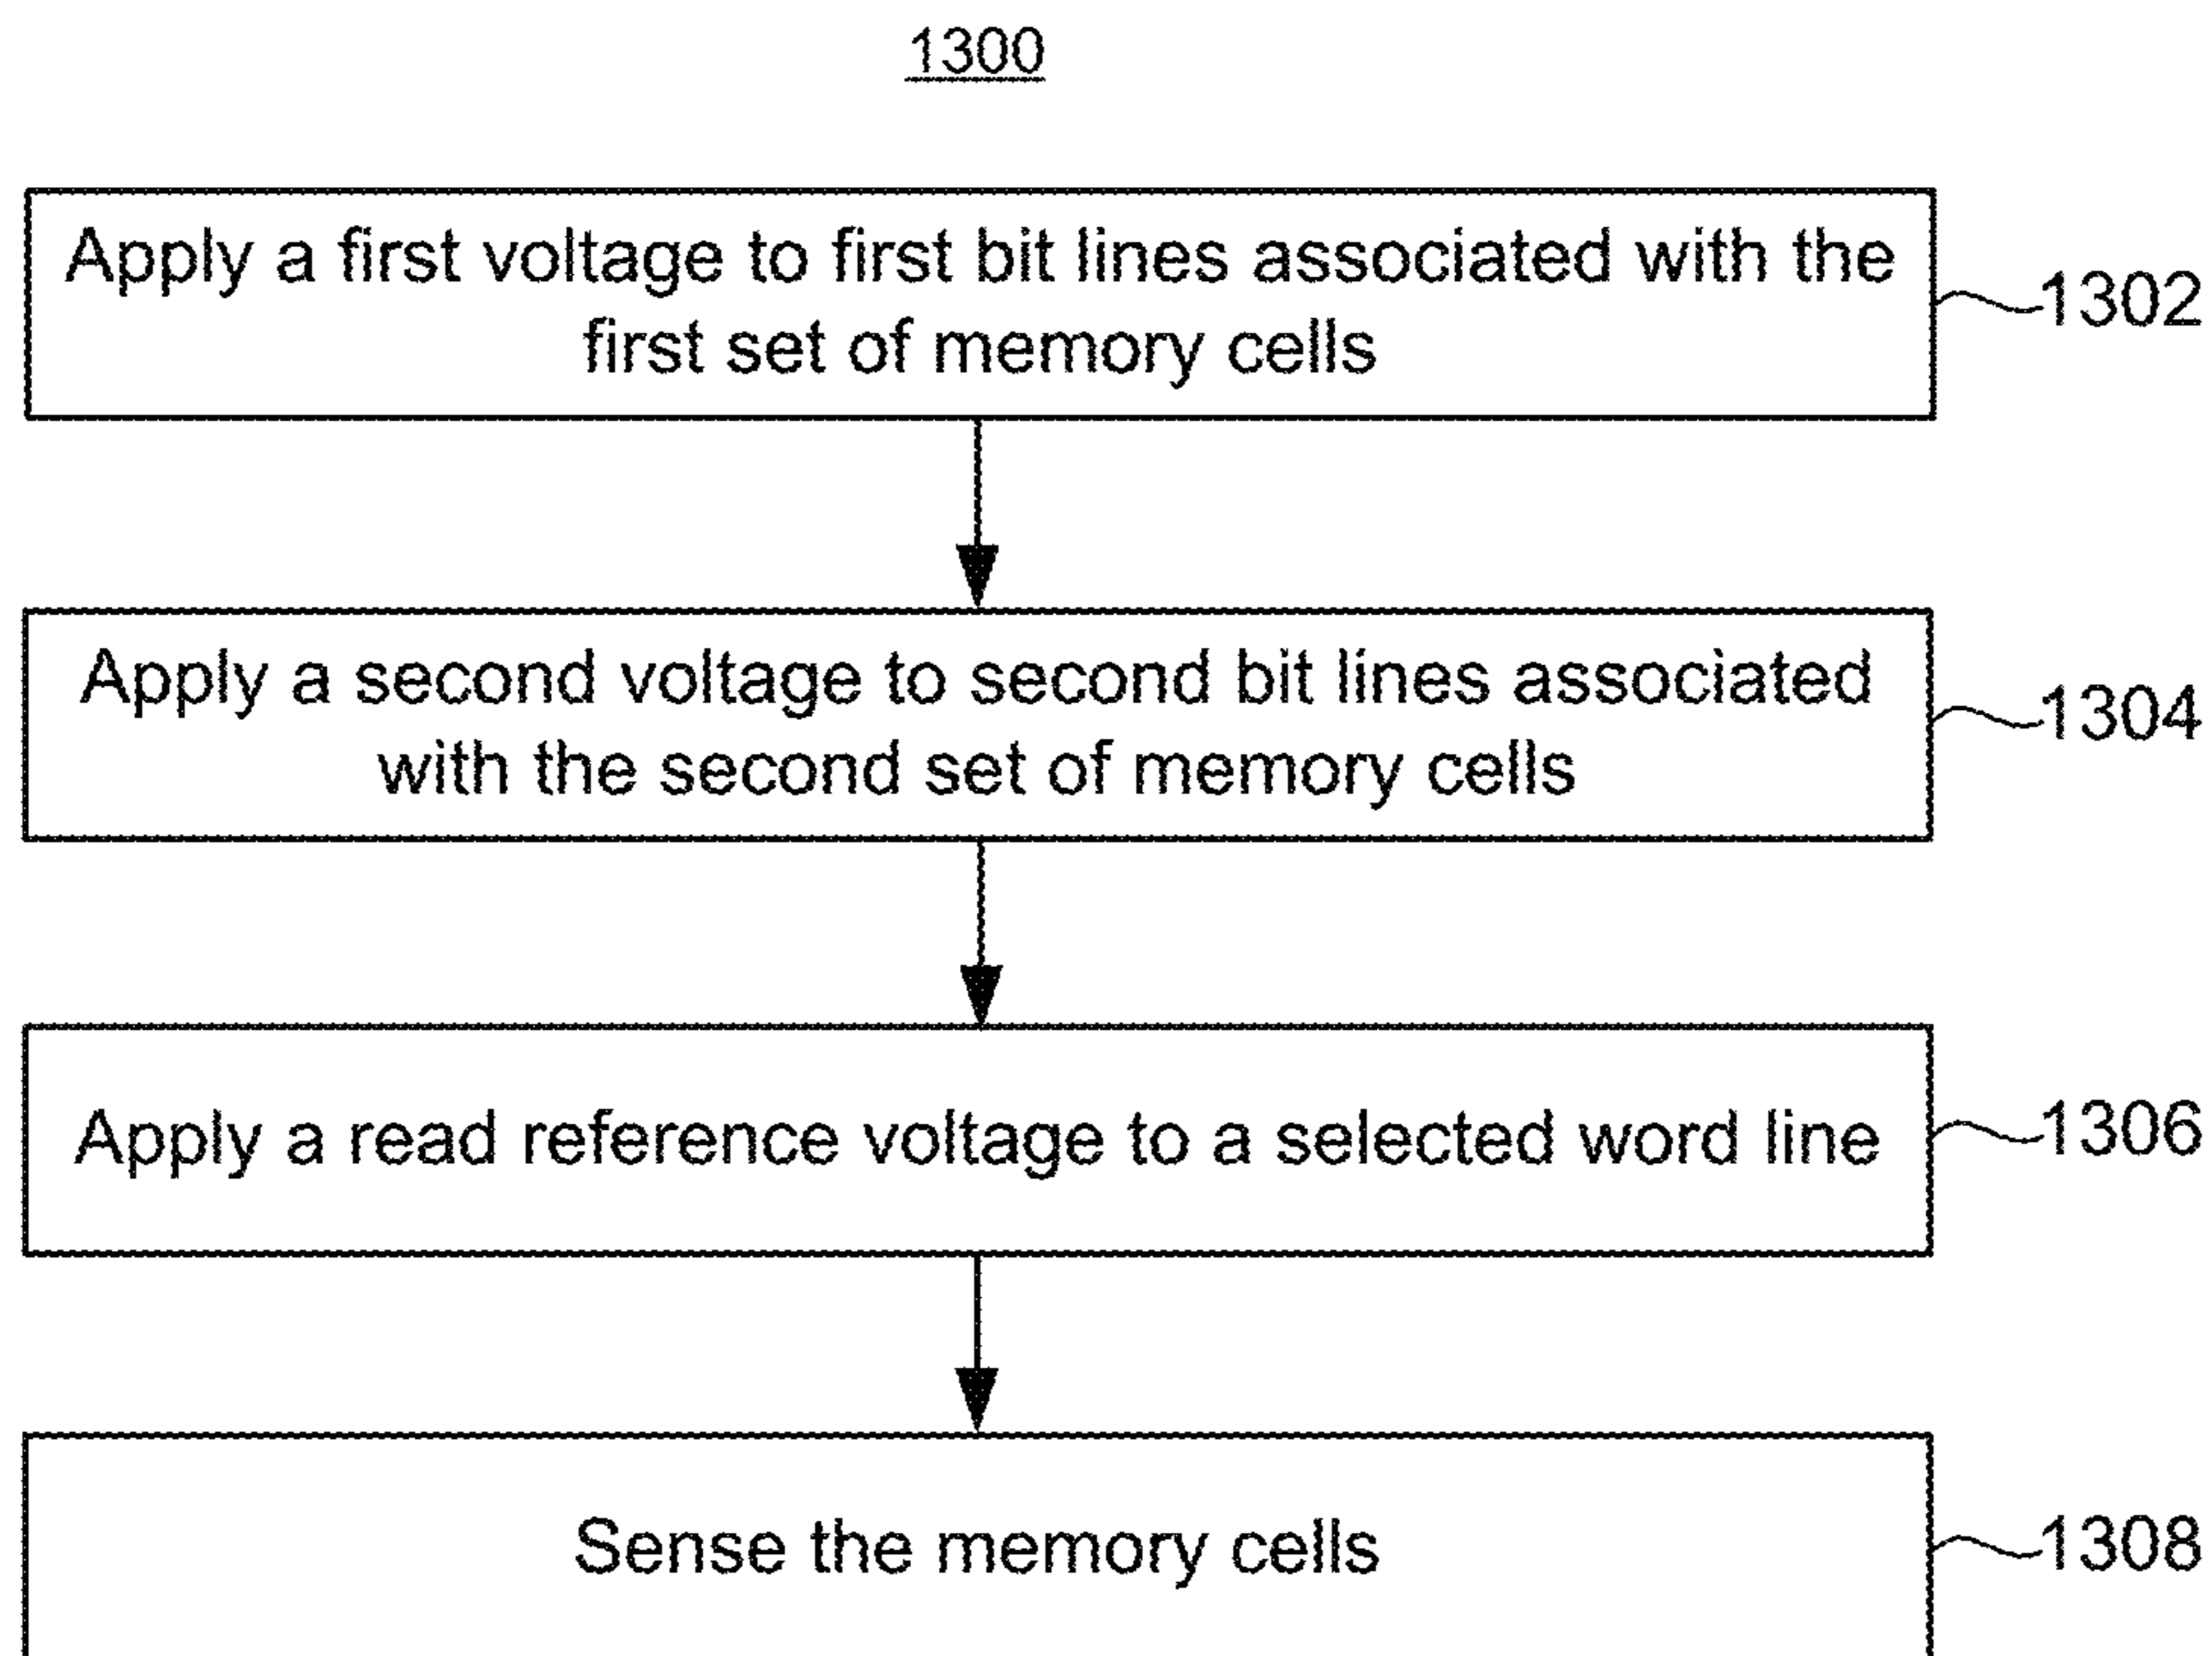 1300
Apply a first voltage to first bit lines associated with the
first set of memory cells
1302
Apply a second voltage to second bit lines associated
with the second set of memory cells
1304
Apply a read reference voltage to a selected word line
1306
Sense the memory cells
1308